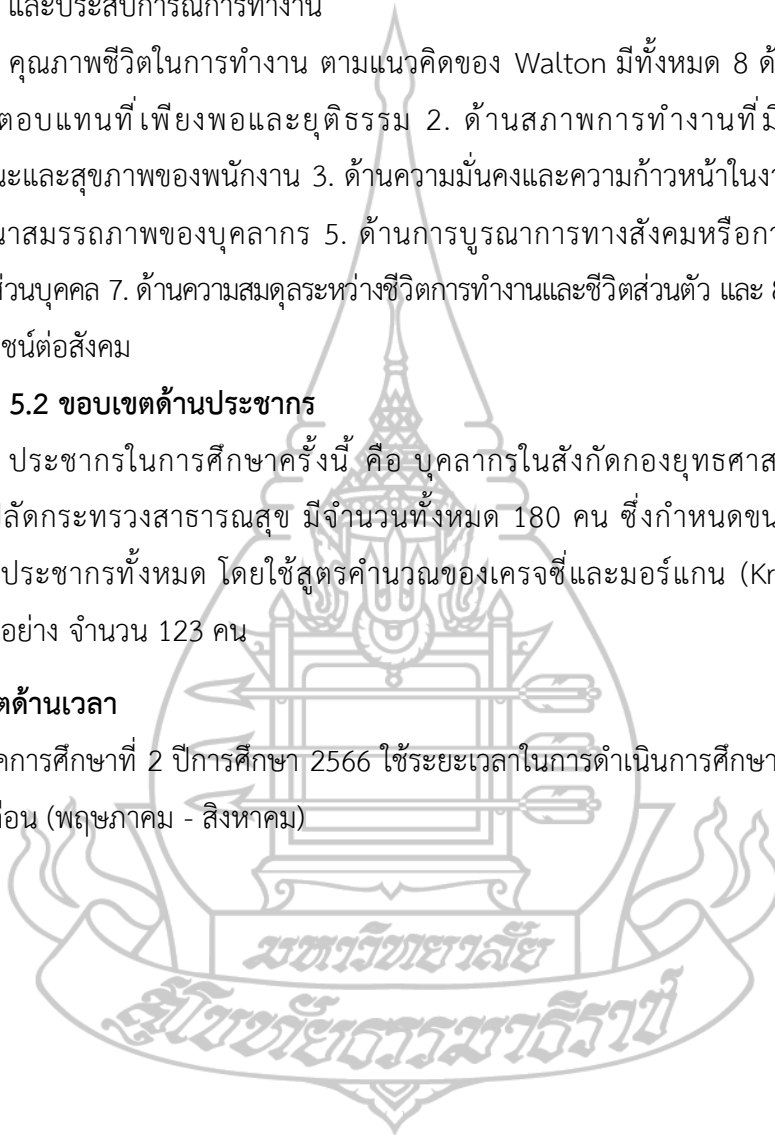 และประสบการณ์การทำงาน
คุณภาพชีวิตในการทำงาน ตามแนวคิดของ Walton มีทั้งหมด 8 ด้
ตอบแทนที่เพียงพอและยุติธรรม 2. ด้านสภาพการทำงานที่มี
ณะและสุขภาพของพนักงาน 3. ด้านความมั่นคงและความก้าวหน้าในงา
นาสมรรถภาพของบุคลากร 5. ด้านการบูรณาการทางสังคมหรือกา
ส่วนบุคคล 7. ด้านความสมดุลระหว่างชีวิตการทำงานและชีวิตส่วนตัว และ 8
ชน์ต่อสังคม
5.2 ขอบเขตด้านประชากร
ประชากรในการศึกษาครั้งนี้ คือ บุคลากรในสังกัดกองยุทธศาส
ปลัดกระทรวงสาธารณสุข มีจำนวนทั้งหมด 180 คน ซึ่งกำหนดขน
ประชากรทั้งหมด โดยใช้สูตรคำนวณของเครจซี่และมอร์แกน (Kr
อย่าง จำนวน 123 คน
ตด้านเวลา
คการศึกษาที่ 2 ปีการศึกษา 2566 ใช้ระยะเวลาในการดำเนินการศึกษา
ดือน (พฤษภาคม - สิงหาคม)
มหาวิทยาลัย
สุโขทัยธรรมาธิราช